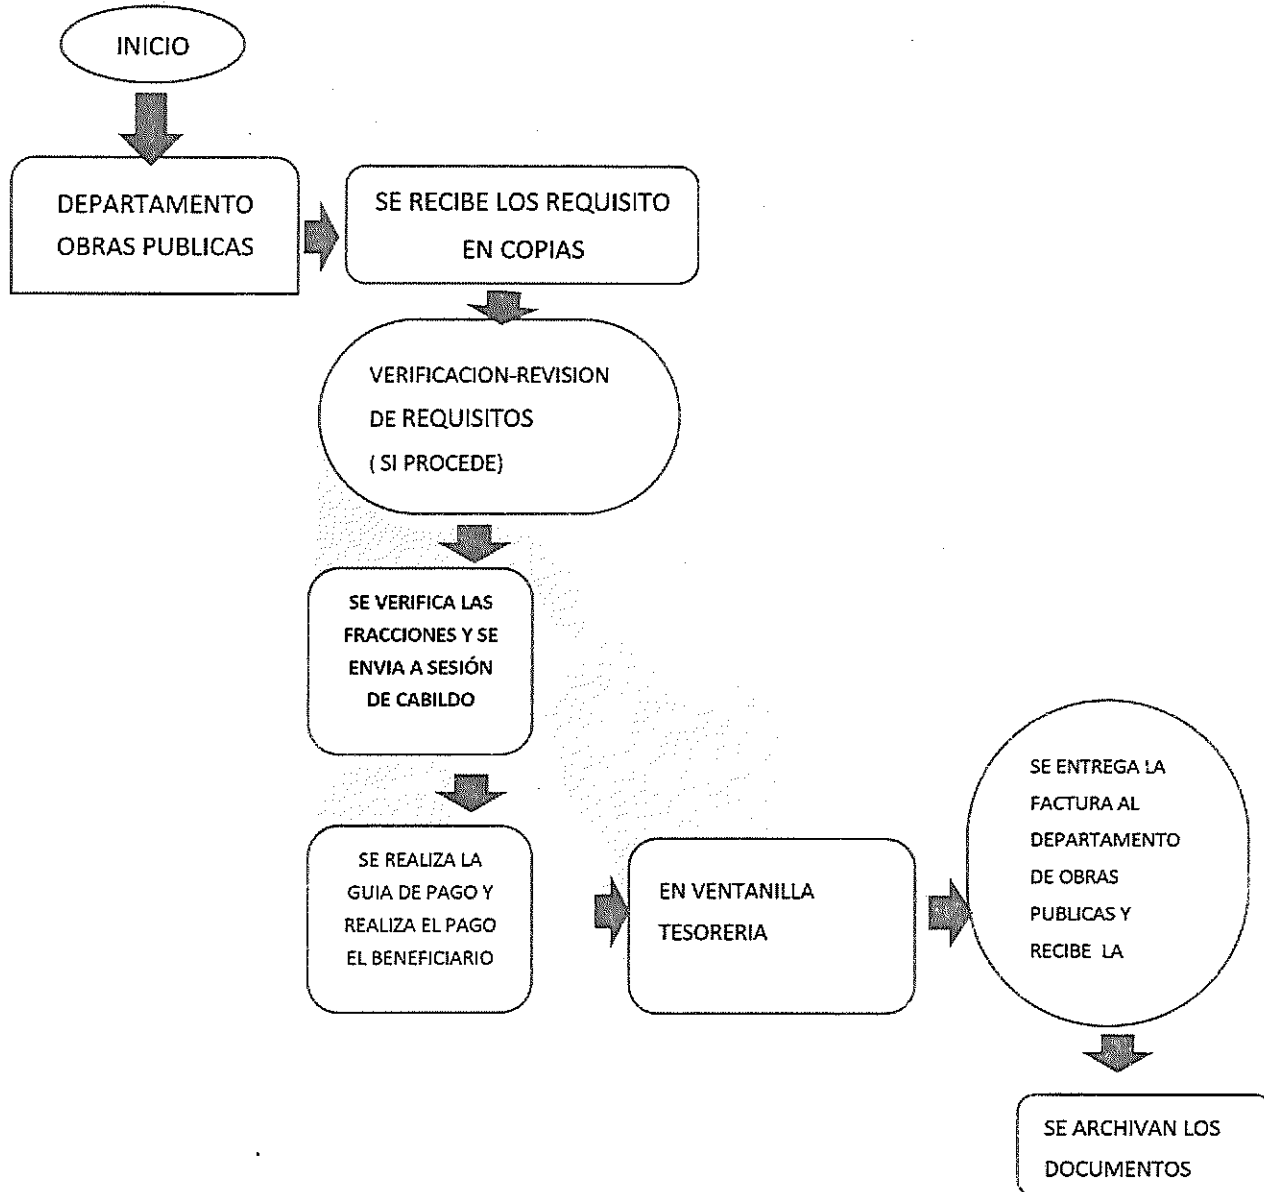 INICIO
DEPARTAMENTO
OBRAS PUBLICAS
SE RECIBE LOS REQUISITO
EN COPIAS
VERIFICACION-REVISION
DE REQUISITOS
( SI PROCEDE)
SE VERIFICA LAS
FRACCIONES Y SE
ENVIA A SESIÓN
DE CABILDO
SE REALIZA LA
GUIA DE PAGO Y
REALIZA EL PAGO
EL BENEFICIARIO
EN VENTANILLA
TESORERIA
SE ENTREGA LA
FACTURA AL
DEPARTAMENTO
DE OBRAS
PUBLICAS Y
RECIBE LA
SE ARCHIVAN LOS
DOCUMENTOS